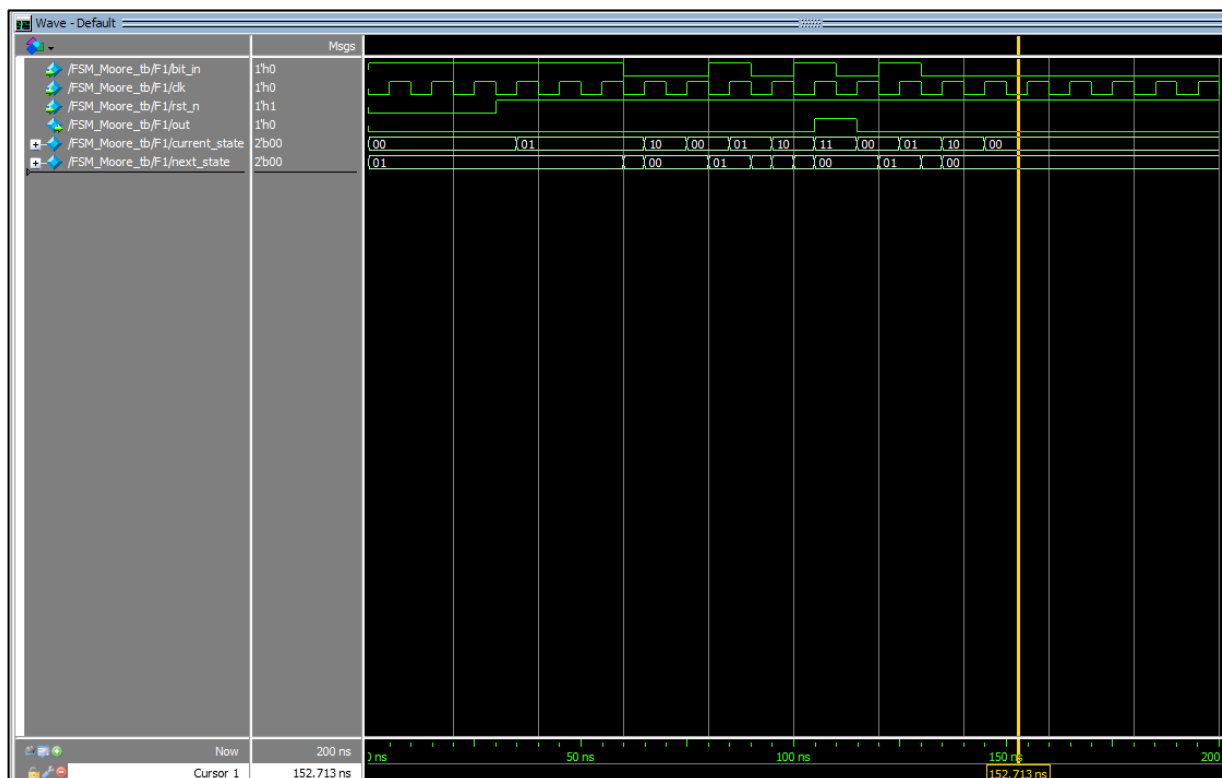 Wave - Default
Msgs
/FSM_Moore_tb/F1/bit_in 1'h0
/FSM_Moore_tb/F1/clk 1'h0
/FSM_Moore_tb/F1/rst_n 1'h1
/FSM_Moore_tb/F1/out 1'h0
/FSM_Moore_tb/F1/current_state 2'b00 00 01 10 00 01 10 11 00 01 10 00
/FSM_Moore_tb/F1/next_state 2'b00 01 00 01 00 01 00
Now 200 ns ns 50 ns 100 ns 150 ns 200
Cursor 1 152.713 ns 152.713 ns